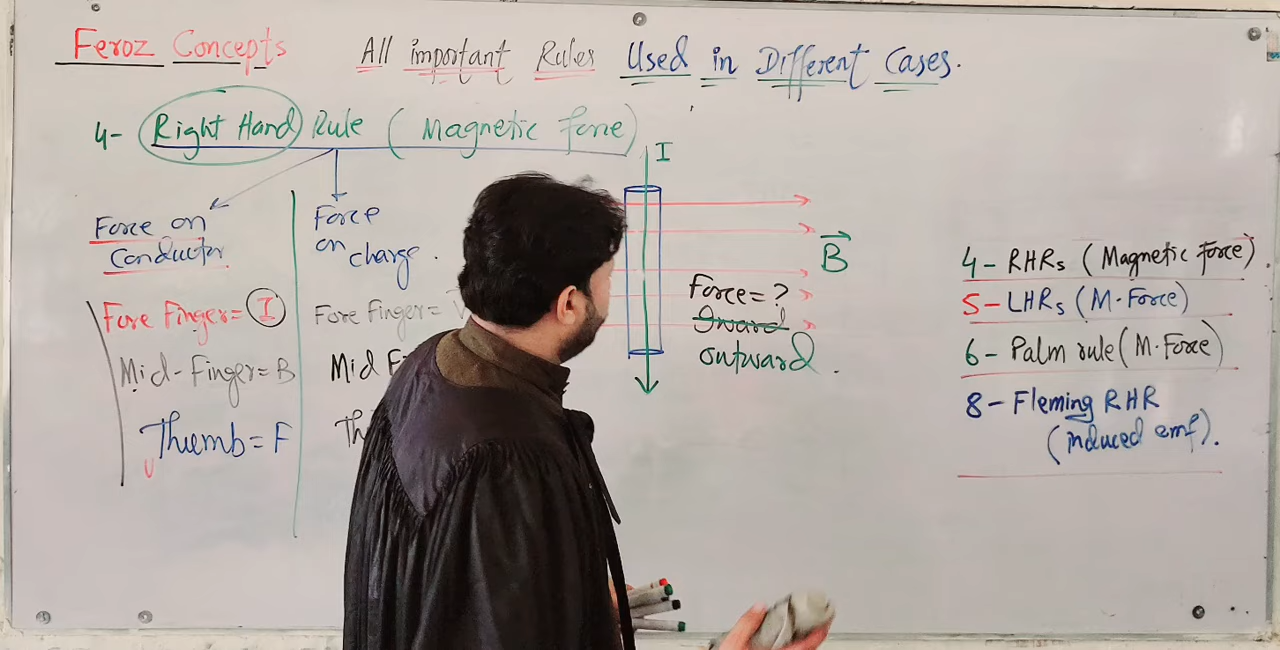 Feroz Concepts All important Rules Used in Different Cases.
4- Right Hand Rule (Magnetic force)
I
Force on
Conductor
Force
on charge.
B
Fore Finger = I
Mid-Finger = B
Thumb = F
Fore Finger =
Mid F
Th
Force = ?
Inward
outward.
4- RHRs (Magnetic force).
5- LHRs (M. Force)
6- Palm rule (M. Force)
8- Fleming RHR
(induced emf).